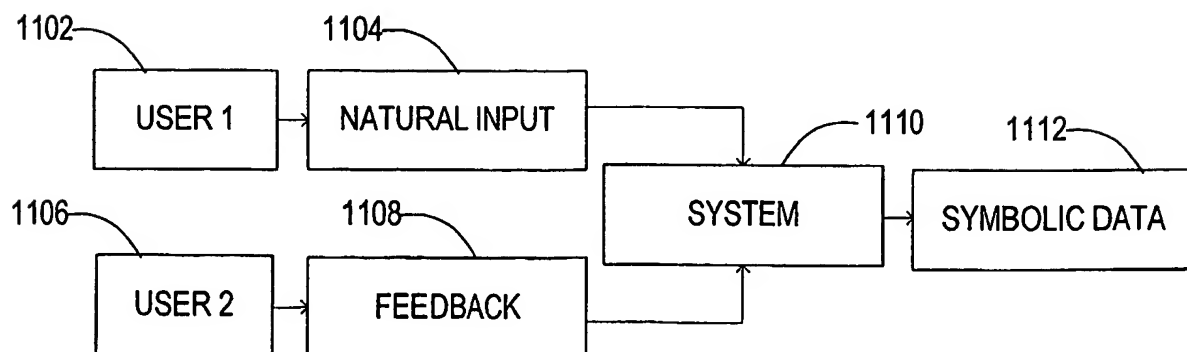 1102
1104
USER 1
NATURAL INPUT
1110
1112
SYSTEM
SYMBOLIC DATA
1106
1108
USER 2
FEEDBACK